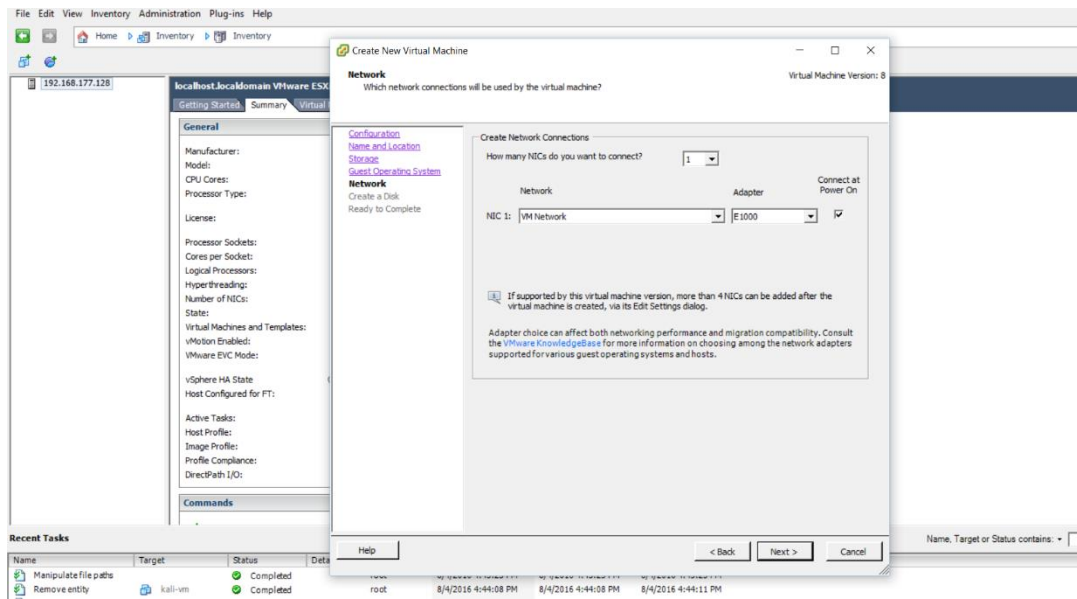 File Edit View Inventory Administration Plug-ins Help
Home Inventory Inventory
192.168.177.128
localhost.localdomain VMware ESX
Getting Started Summary Virtual
General
Manufacturer:
Model:
CPU Cores:
Processor Type:
License:
Processor Sockets:
Cores per Socket:
Logical Processors:
Hyperthreading:
Number of NICs:
State:
Virtual Machines and Templates:
vMotion Enabled:
VMware EVC Mode:
vSphere HA State
Host Configured for FT:
Active Tasks:
Host Profile:
Image Profile:
Profile Compliance:
DirectPath I/O:
Commands
Create New Virtual Machine
Network
Which network connections will be used by the virtual machine?
Virtual Machine Version: 8
Configuration
Name and Location
Storage
Guest Operating System
Network
Create a Disk
Ready to Complete
Create Network Connections
How many NICs do you want to connect? 1
Network Adapter Connect at Power On
NIC 1: VM Network E1000
If supported by this virtual machine version, more than 4 NICs can be added after the
virtual machine is created, via its Edit Settings dialog.
Adapter choice can affect both networking performance and migration compatibility. Consult
the VMware KnowledgeBase for more information on choosing among the network adapters
supported for various guest operating systems and hosts.
Help < Back Next > Cancel
Recent Tasks
Name, Target or Status contains:
Name Target Status Deta
Manipulate file paths Completed root
Remove entity kali-vm Completed root 8/4/2016 4:44:08 PM 8/4/2016 4:44:08 PM 8/4/2016 4:44:11 PM